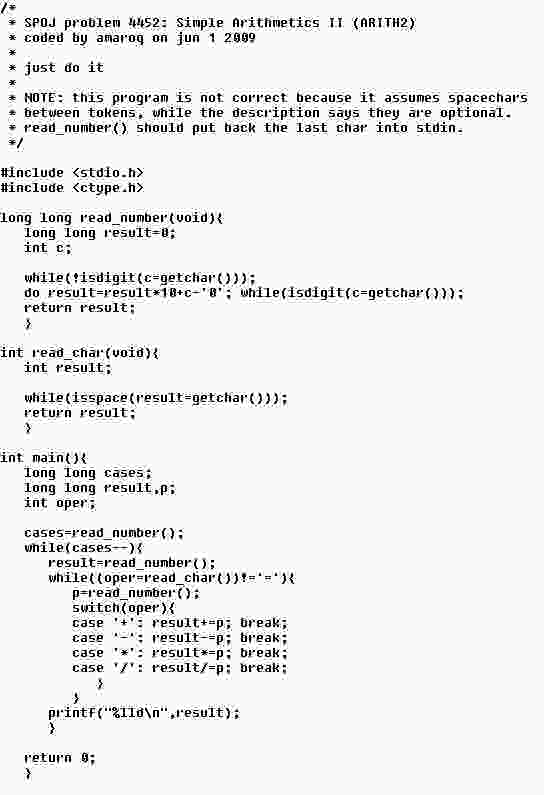 /*
 * SPOJ problem 4452: Simple Arithmetics II (ARITH2)
 * coded by amaroq on jun 1 2009
 *
 * just do it
 *
 * NOTE: this program is not correct because it assumes spacechars
 * between tokens, while the description says they are optional.
 * read_number() should put back the last char into stdin.
 */

#include <stdio.h>
#include <ctype.h>

long long read_number(void){
   long long result=0;
   int c;

   while(!isdigit(c=getchar()));
   do result=result*10+c-'0'; while(isdigit(c=getchar()));
   return result;
   }

int read_char(void){
   int result;

   while(isspace(result=getchar()));
   return result;
   }

int main(){
   long long cases;
   long long result,p;
   int oper;

   cases=read_number();
   while(cases--){
      result=read_number();
      while((oper=read_char())!='='){
         p=read_number();
         switch(oper){
         case '+': result+=p; break;
         case '-': result-=p; break;
         case '*': result*=p; break;
         case '/': result/=p; break;
            }
         }
      printf("%lld\n",result);
      }

   return 0;
   }